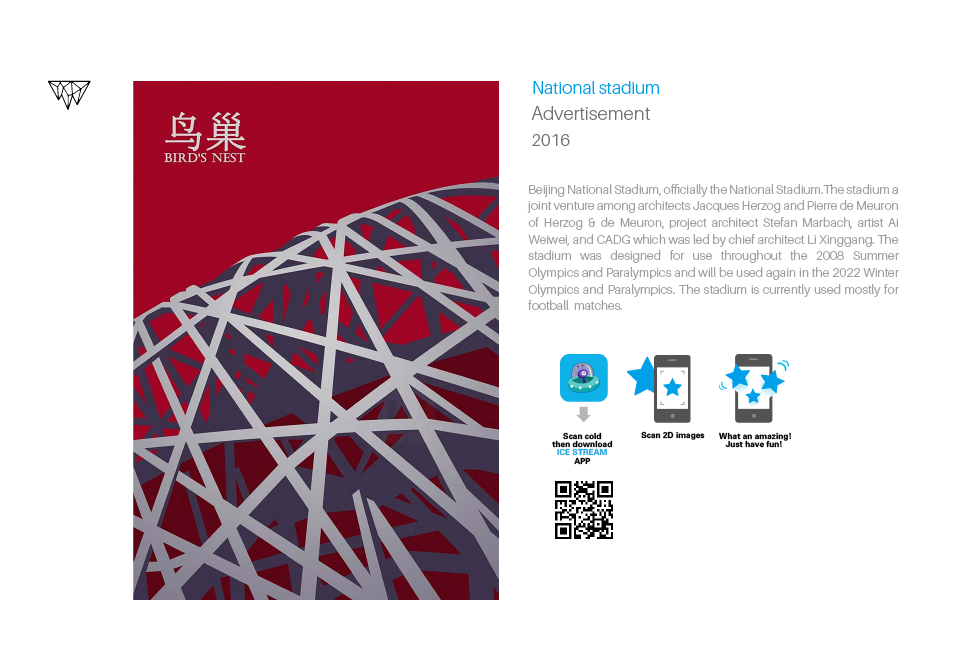 鸟巢
BIRD'S NEST
National stadium
Advertisement
2016
Beijing National Stadium, officially the National Stadium.The stadium a
joint venture among architects Jacques Herzog and Pierre de Meuron
of Herzog & de Meuron, project architect Stefan Marbach, artist Ai
Weiwei, and CADG which was led by chief architect Li Xinggang. The
stadium was designed for use throughout the 2008 Summer
Olympics and Paralympics and will be used again in the 2022 Winter
Olympics and Paralympics. The stadium is currently used mostly for
football matches.
Scan cold
then download
ICE STREAM
APP
Scan 2D images
What an amazing!
Just have fun!